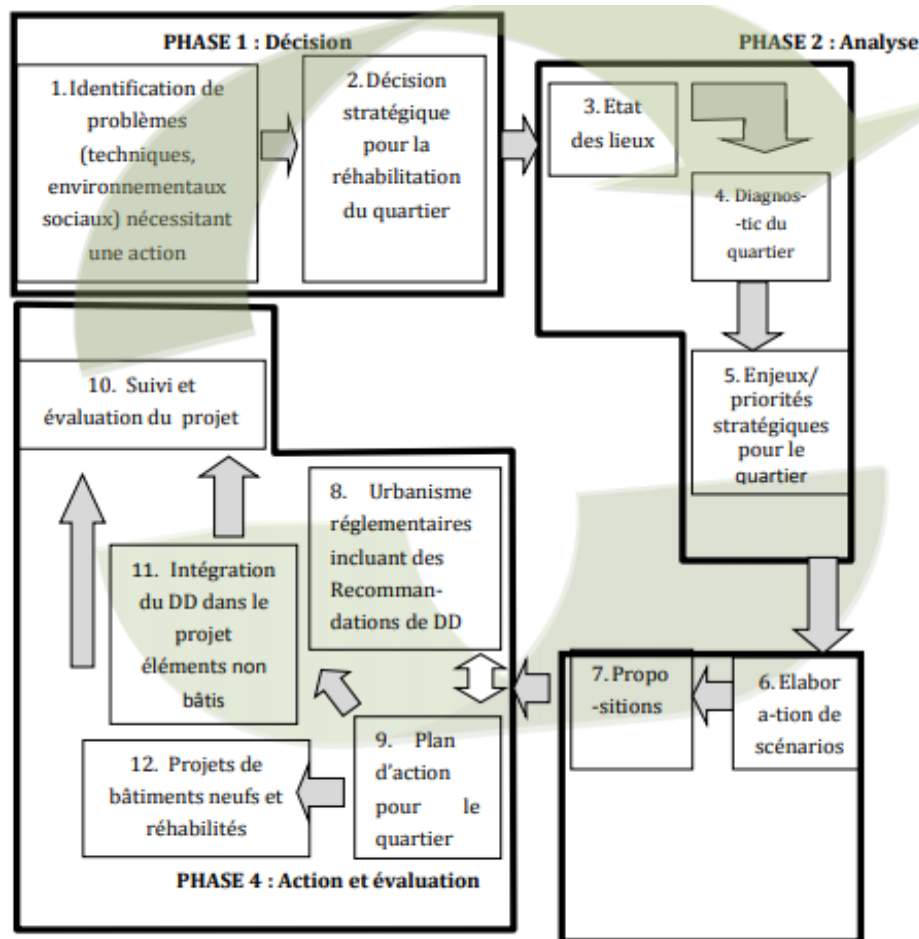 PHASE 1 : Décision
1. Identification de
problèmes
(techniques,
environnementaux
sociaux) nécessitant
une action
2. Décision
stratégique
pour la
réhabilitation
du quartier
PHASE 2 : Analyse
3. Etat
des lieux
4. Diagnos-
-tic du
quartier
5. Enjeux/
priorités
stratégiques
pour le
quartier
6. Elabor
a-tion de
scénarios
7. Propo
-sitions
8. Urbanisme
réglementaires
incluant des
Recomman-
dations de DD
9. Plan
d'action
pour le
quartier
10. Suivi et
évaluation du projet
11. Intégration
du DD dans le
projet
éléments non
bâtis
12. Projets de
bâtiments neufs et
réhabilités
PHASE 4 : Action et évaluation